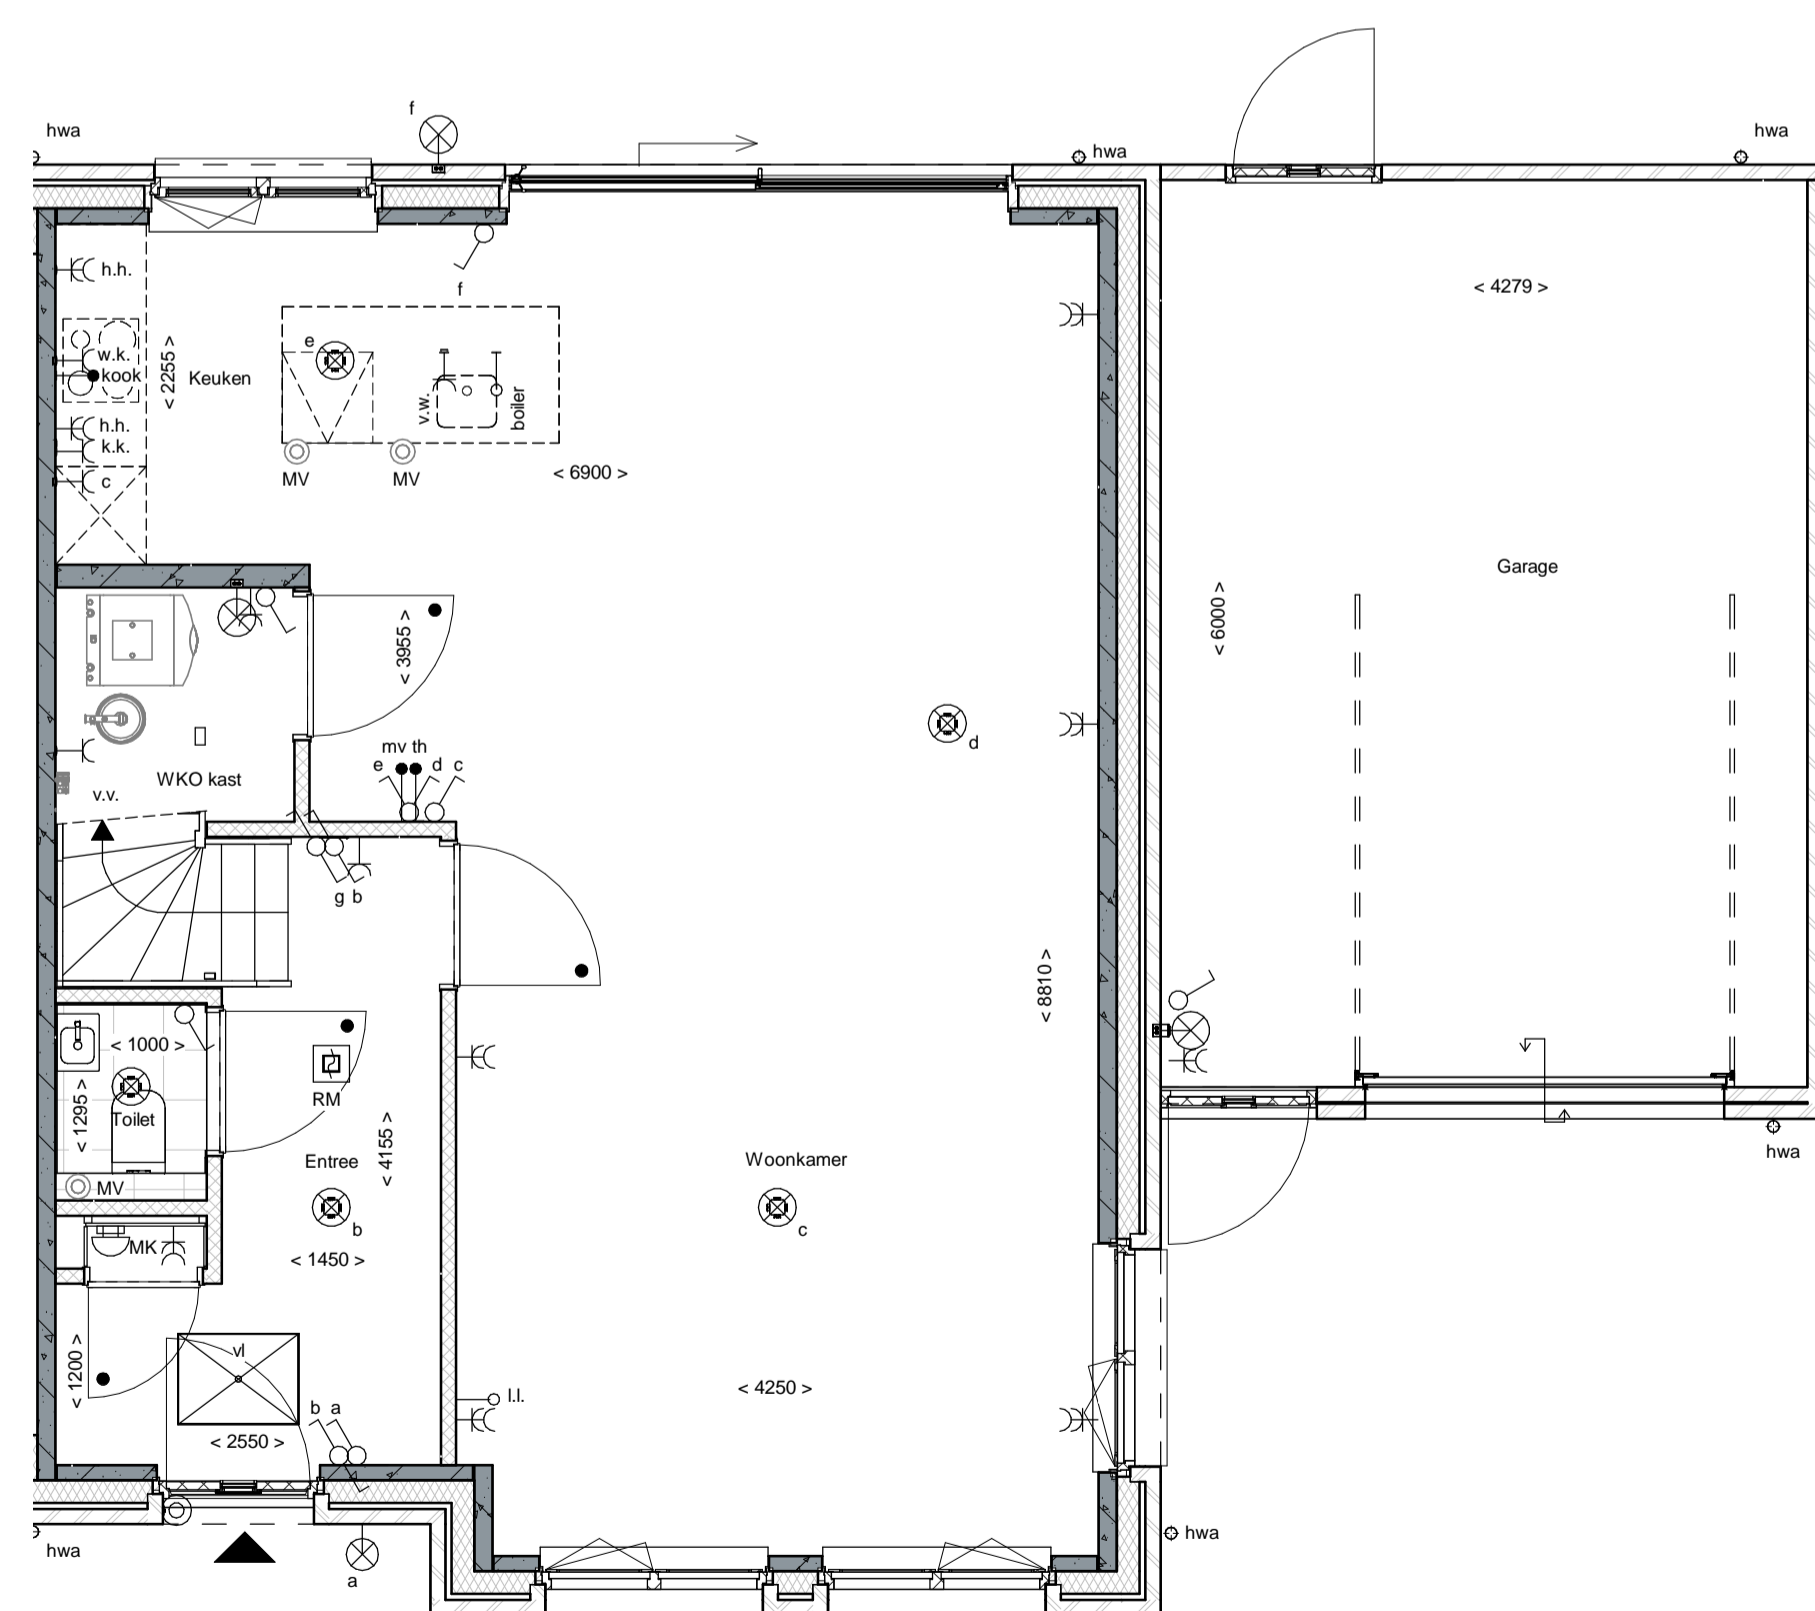 f
hwa
hwa
hwa
h.h.
f
< 4279 >
e
w.k.
kook
< 2255 >
Keuken
v.w.
boiler
h.h.
k.k.
c
MV
MV
< 6900 >
Garage
< 3955 >
< 6000 >
d
mv th
e
d
c
WKO kast
v.v.
g b
< 8810 >
< 1000 >
RM
< 1295 >
Toilet
< 4155 >
Entree
Woonkamer
hwa
MV
b
c
MK
< 1450 >
vl
< 1200 >
< 4250 >
l.l.
b a
< 2550 >
hwa
hwa
a